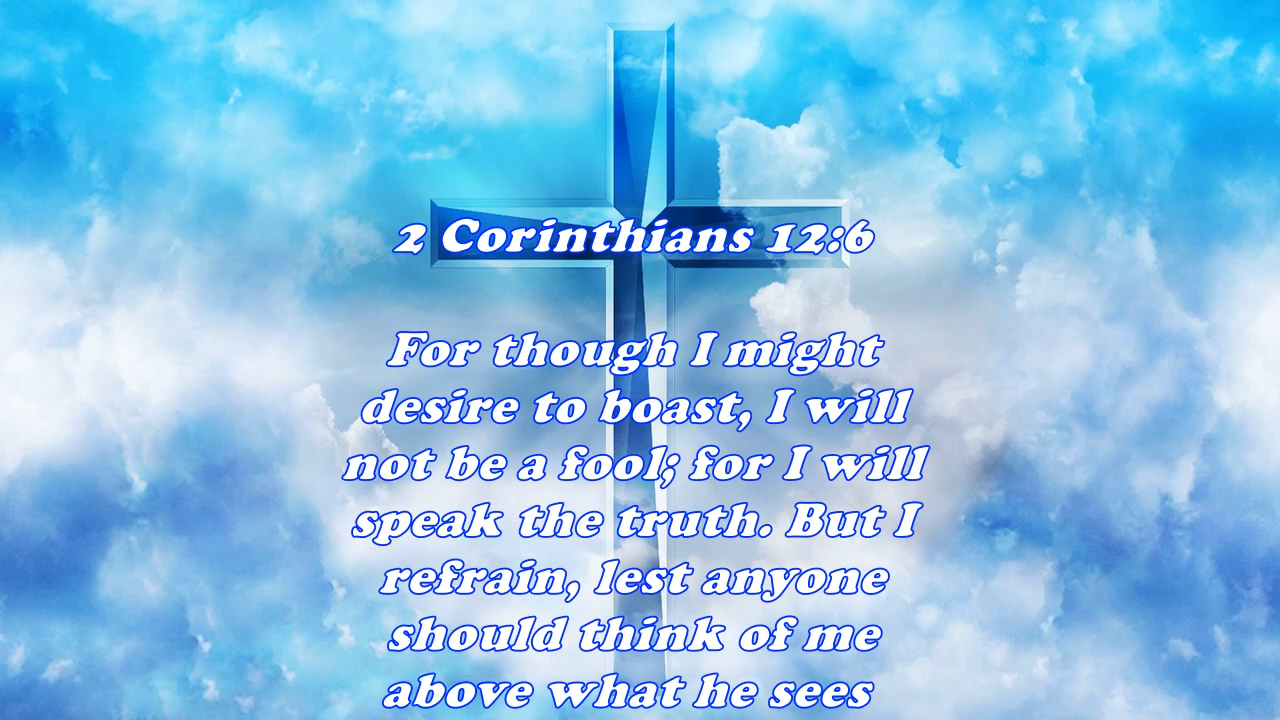 2 Corinthians 12:6
For though I might
desire to boast, I will
not be a fool; for I will
speak the truth. But I
refrain, lest anyone
should think of me
above what he sees